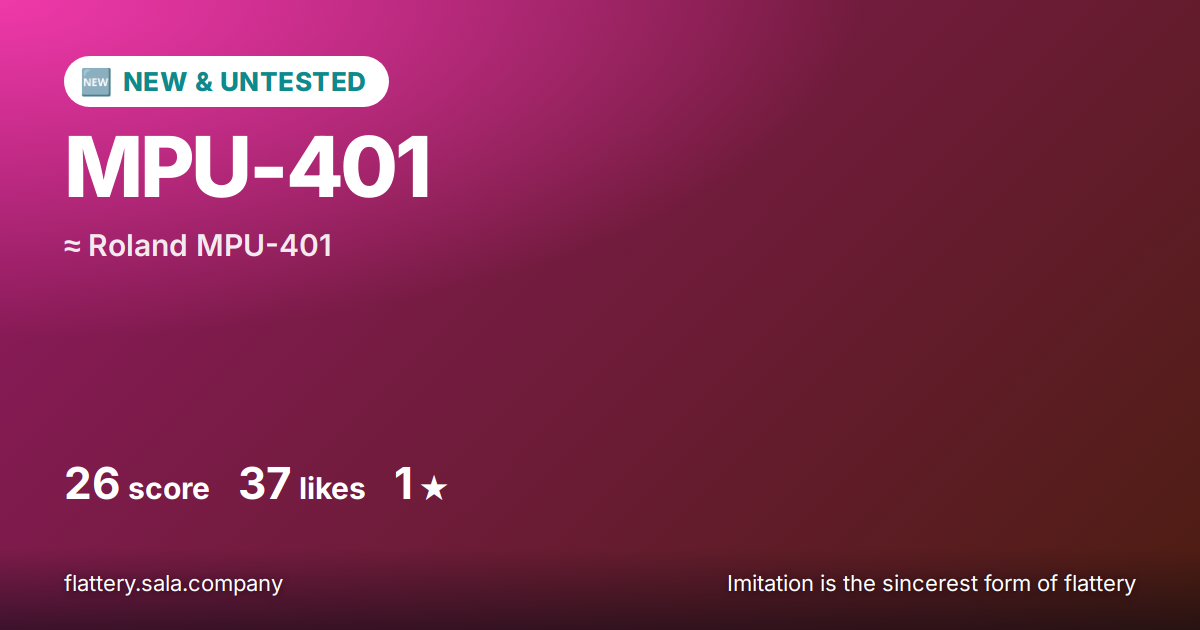 🆕 NEW & UNTESTED
MPU-401
≈ Roland MPU-401
26 score 37 likes 1 ★
flattery.sala.company
Imitation is the sincerest form of flattery